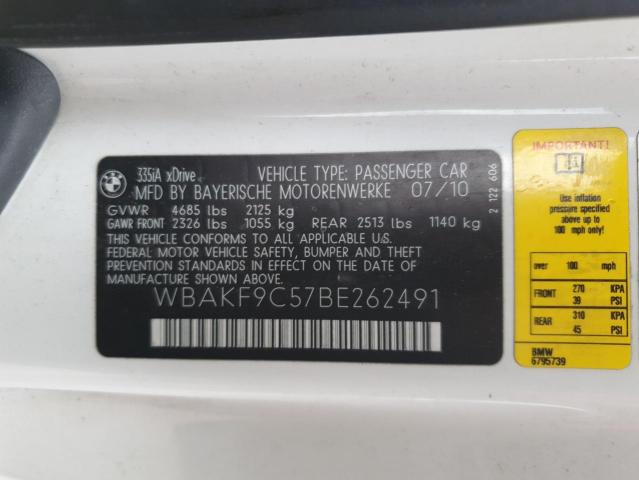 BMW
335iA xDrive VEHICLE TYPE: PASSENGER CAR
MFD BY BAYERISCHE MOTORENWERKE 07/10
GVWR 4685 lbs 2125 kg
GAWR FRONT 2326 lbs 1055 kg REAR 2513 lbs 1140 kg
THIS VEHICLE CONFORMS TO ALL APPLICABLE U.S.
FEDERAL MOTOR VEHICLE SAFETY, BUMPER AND THEFT
PREVENTION STANDARDS IN EFFECT ON THE DATE OF
MANUFACTURE SHOWN ABOVE.
WBAKF9C57BE262491
2 122 606
IMPORTANT!
Use inflation
pressure specified
above up to
100 mph only!
over 100 mph
FRONT 270 KPA
39 PSI
REAR 310 KPA
45 PSI
BMW
6795739